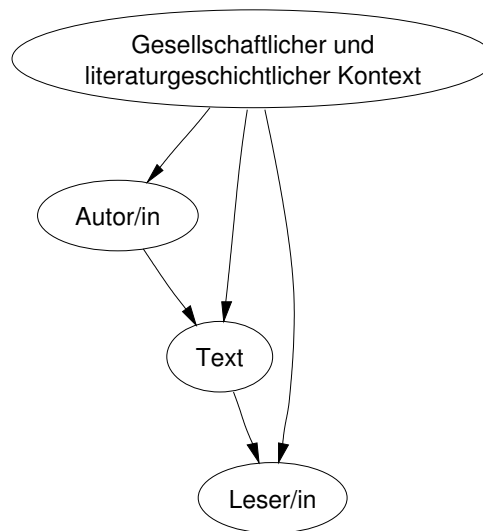 Gesellschaftlicher und
literaturgeschichtlicher Kontext
Autor/in
Text
Leser/in